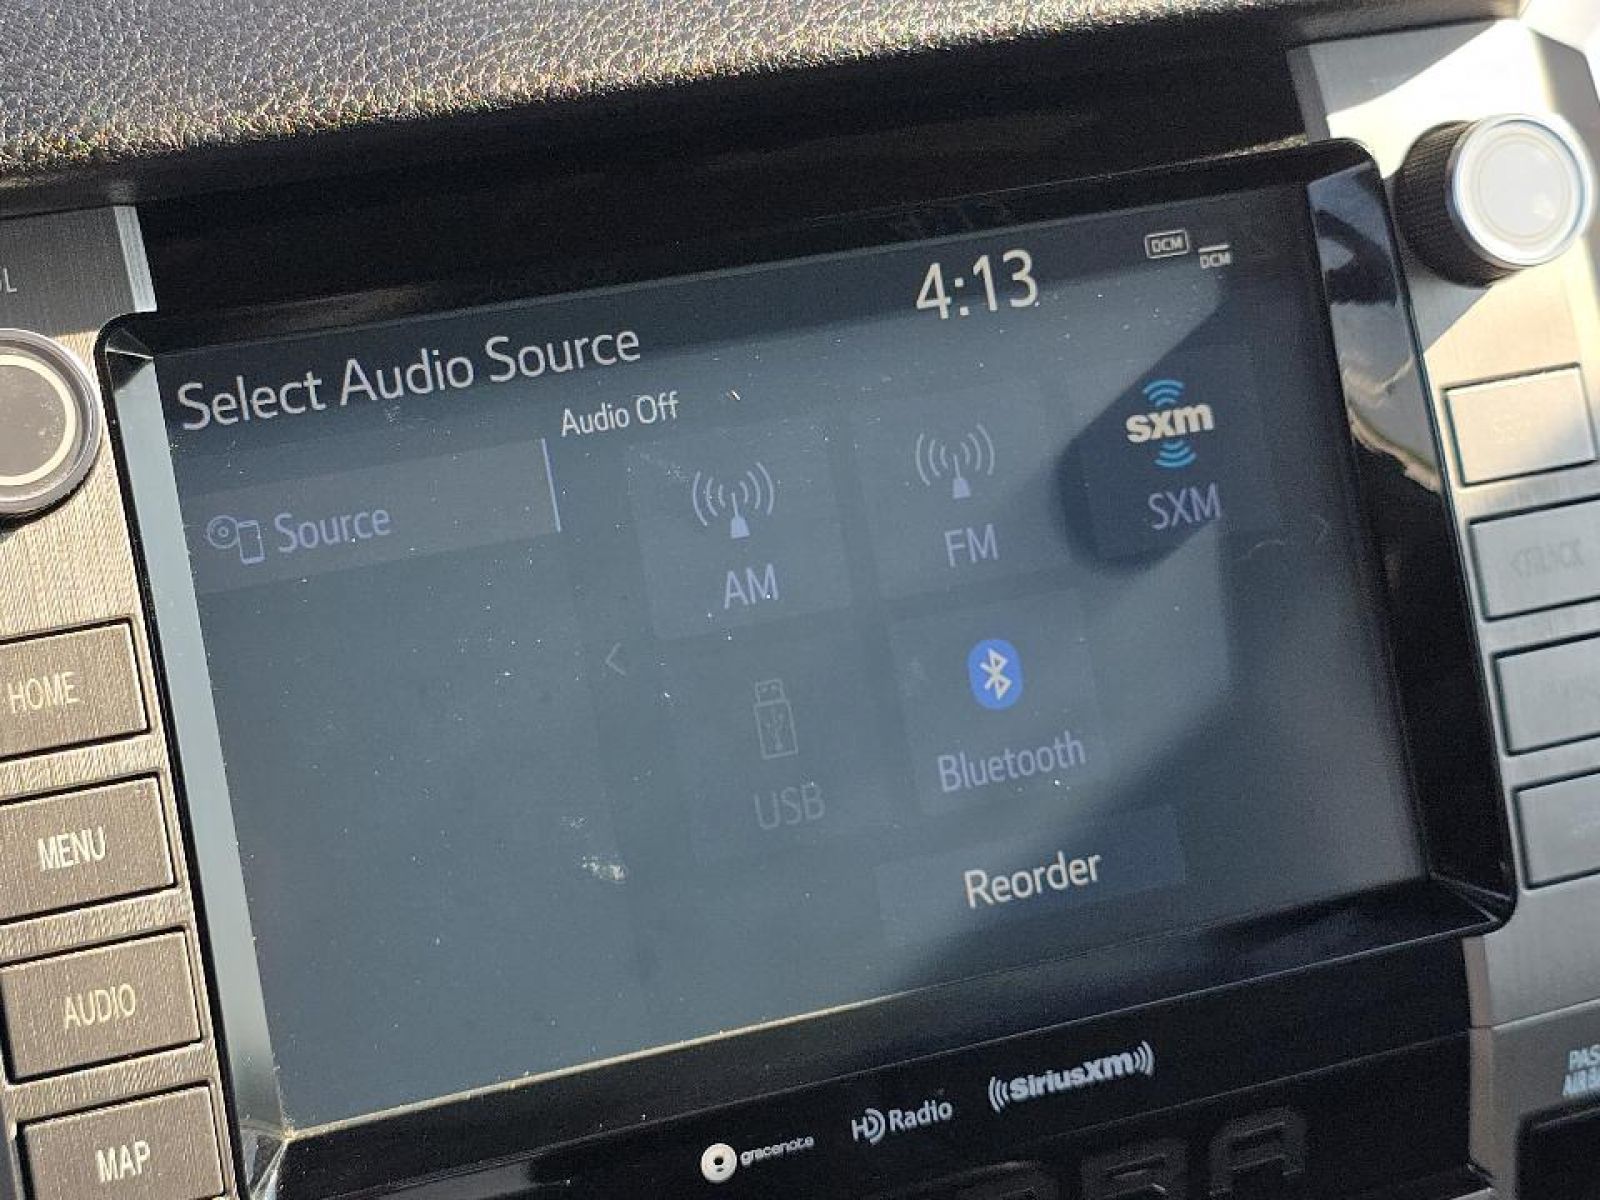 4:13
DCM
DCM
Select Audio Source
Audio Off
Source
AM
FM
sxm
SXM
USB
Bluetooth
Reorder
HOME
MENU
AUDIO
MAP
gracenote
HD Radio
SiriusXM